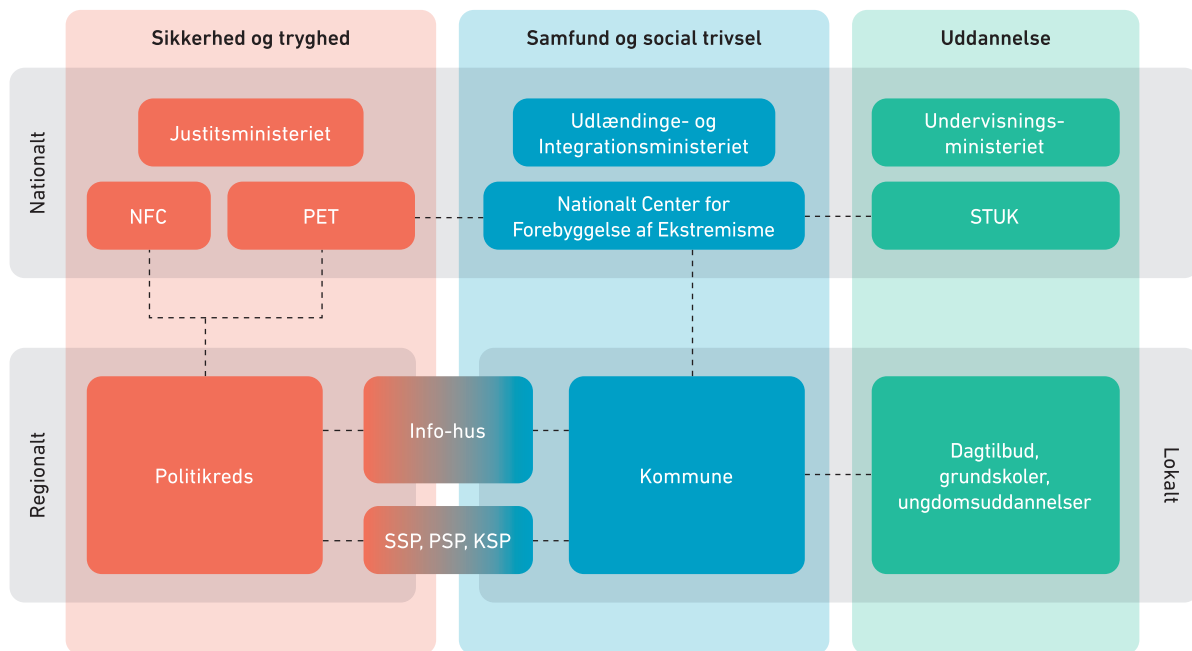 Sikkerhed og tryghed
Samfund og social trivsel
Uddannelse
Nationalt
Justitsministeriet
Udlændinge- og
Integrationsministeriet
Undervisnings-
ministeriet
NFC
PET
Nationalt Center for
Forebyggelse af Ekstremisme
STUK
Regionalt
Politikreds
Info-hus
SSP, PSP, KSP
Kommune
Dagtilbud,
grundskoler,
ungdomsuddannelser
Lokalt